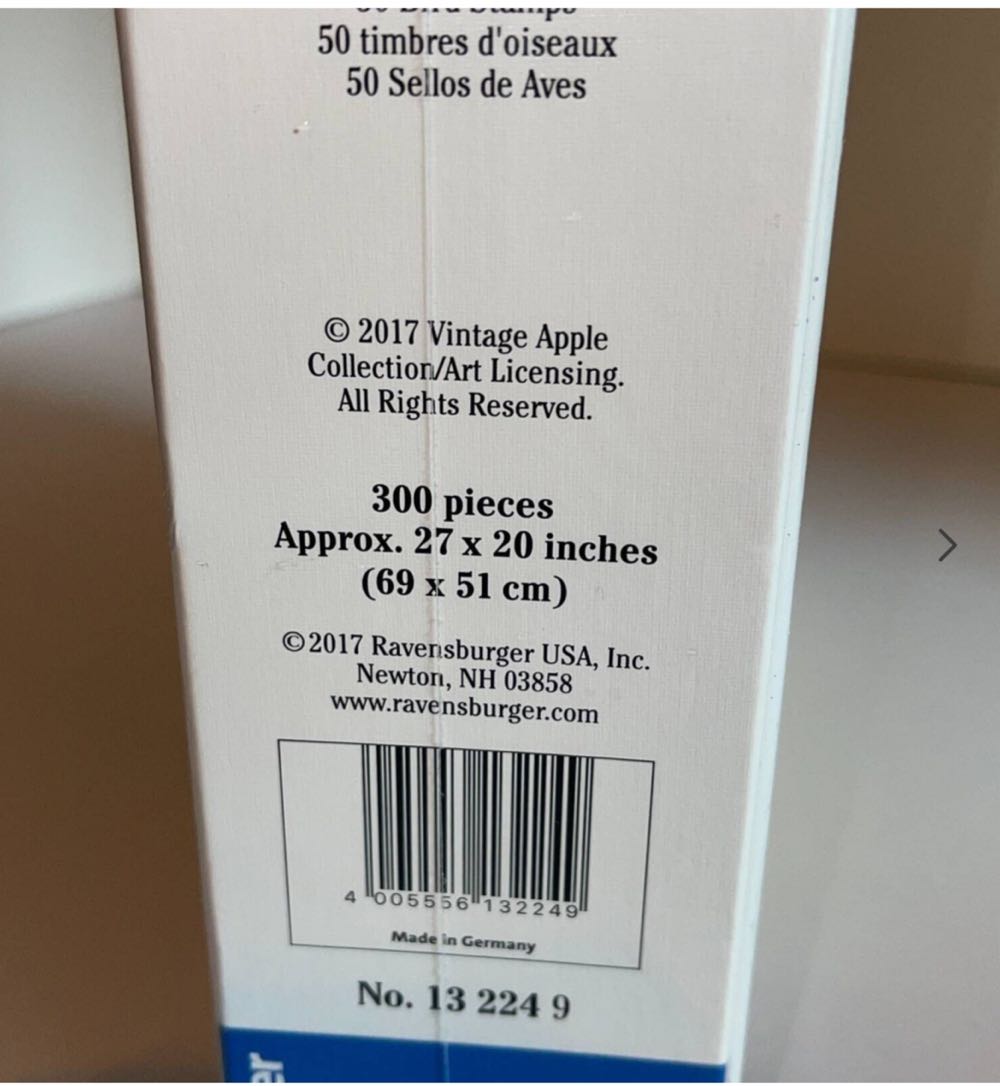 50 timbres d'oiseaux
50 Sellos de Aves
© 2017 Vintage Apple
Collection/Art Licensing.
All Rights Reserved.
300 pieces
Approx. 27 x 20 inches
(69 x 51 cm)
©2017 Ravensburger USA, Inc.
Newton, NH 03858
www.ravensburger.com
4 005556 132249
Made in Germany
No. 13 224 9
er